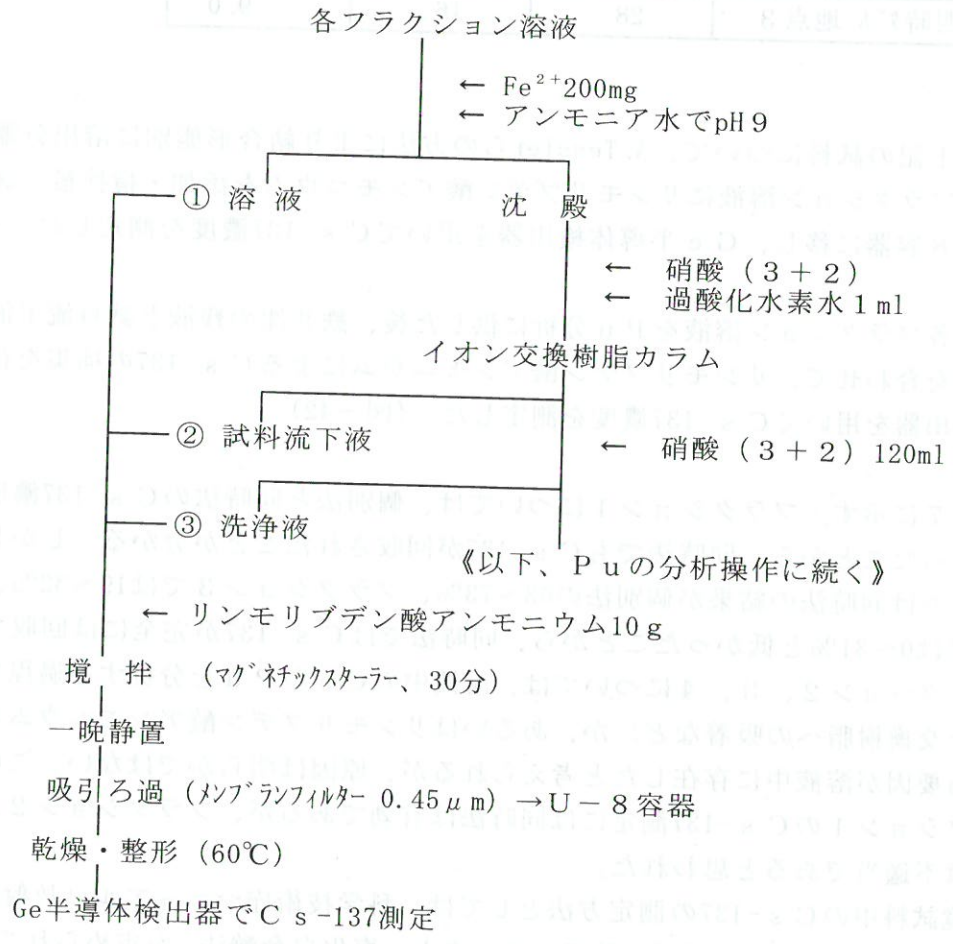 各フラクション溶液
← Fe²⁺200mg
← アンモニア水でpH9
① 溶 液
沈 殿
← 硝酸（3＋2）
← 過酸化水素水1ml
イオン交換樹脂カラム
② 試料流下液
← 硝酸（3＋2）120ml
③ 洗浄液
《以下、Puの分析操作に続く》
← リンモリブデン酸アンモニウム10g
撹 拌 （ﾏｸﾞﾈﾁｯｸｽﾀｰﾗｰ、30分）
一晩静置
吸引ろ過（ﾒﾝﾌﾞﾗﾝﾌｨﾙﾀｰ 0.45μm）→U－8容器
乾燥・整形（60℃）
Ge半導体検出器でCs-137測定